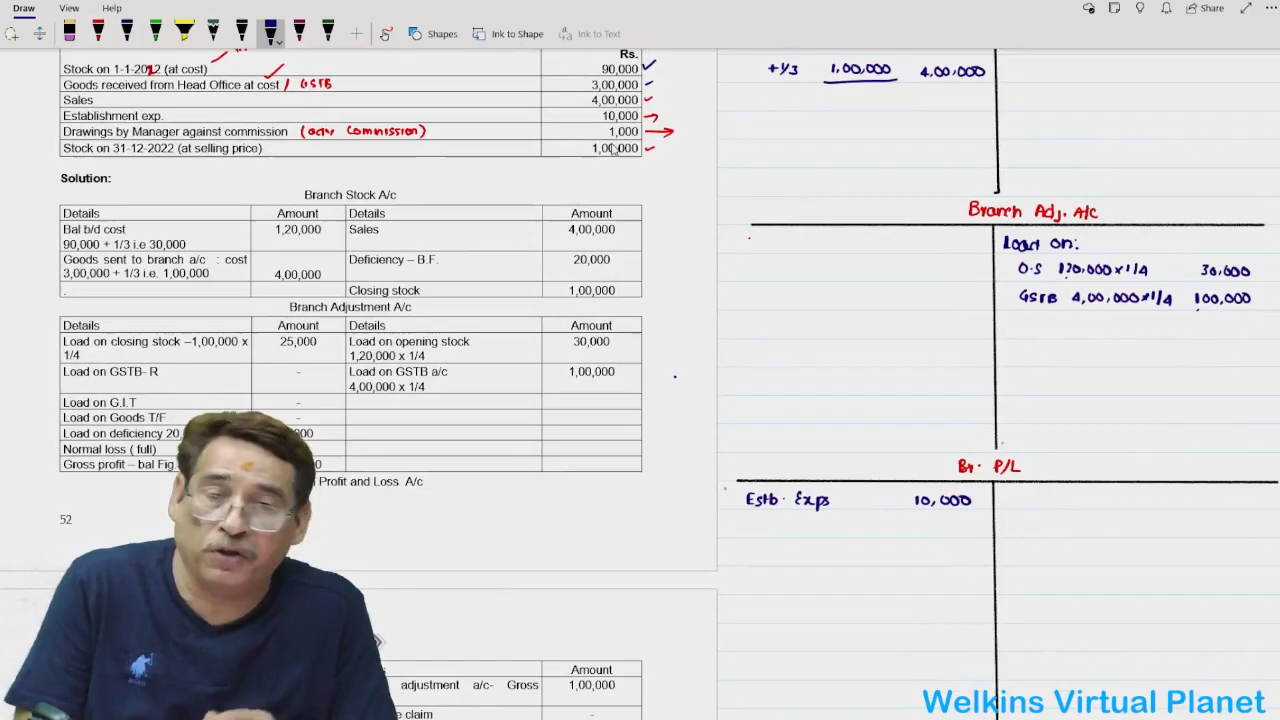 Draw View Help Share
Shapes Ink to Shape Ink to Text
Rs.
Stock on 1-1-2012 (at cost) 90,000
Goods received from Head Office at cost / GSTB 3,00,000
Sales 4,00,000
Establishment exp. 10,000
Drawings by Manager against commission (adv commission) 1,000
Stock on 31-12-2022 (at selling price) 1,00,000
Solution:
Branch Stock A/c
Details Amount Details Amount
Bal b/d cost 1,20,000 Sales 4,00,000
90,000 + 1/3 i.e 30,000
Goods sent to branch a/c : cost Deficiency – B.F. 20,000
3,00,000 + 1/3 i.e. 1,00,000 4,00,000
. Closing stock 1,00,000
Branch Adjustment A/c
Details Amount Details Amount
Load on closing stock –1,00,000 x 25,000 Load on opening stock 30,000
1/4 1,20,000 x 1/4
Load on GSTB- R - Load on GSTB a/c 1,00,000
4,00,000 x 1/4
Load on G.I.T -
Load on Goods T/F -
Load on deficiency 20,
Normal loss ( full)
Gross profit – bal Fig.
Profit and Loss A/c
52
Amount
adjustment a/c- Gross 1,00,000
claim -
+1/3 1,00,000 4,00,000
Branch Adj. A/C
Load on:
O.S 120,000x1/4 30,000
GSTB 4,00,000x1/4 100,000
Br. P/L
Estb. Exps 10,000
Welkins Virtual Planet